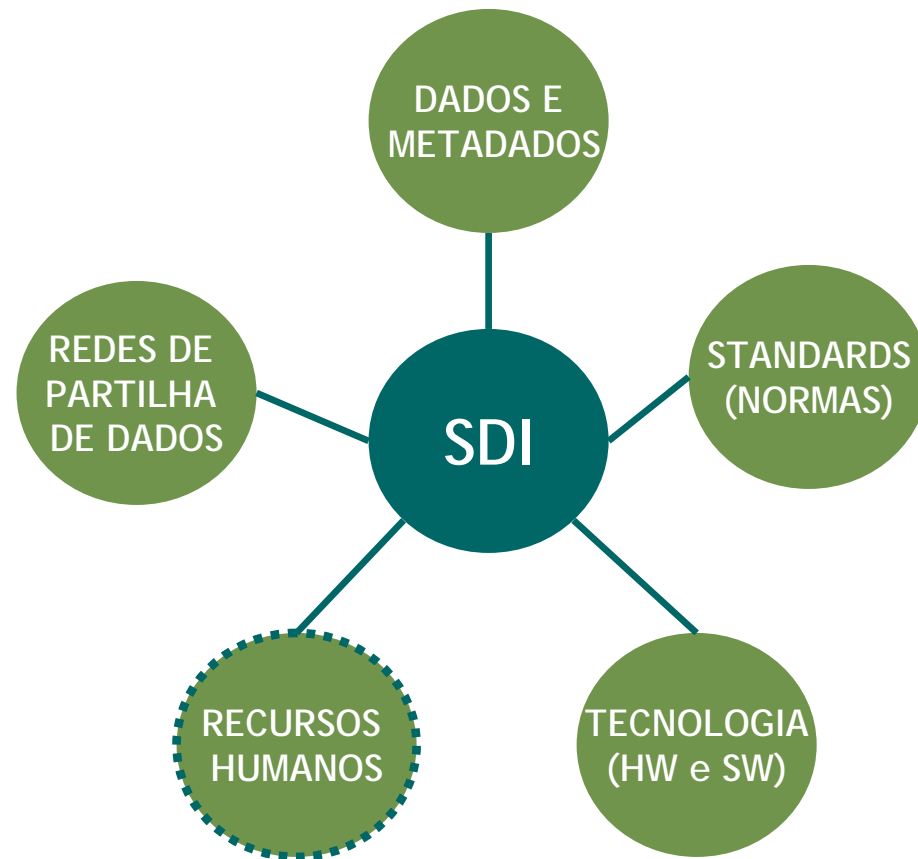 DADOS E
METADADOS
REDES DE
PARTILHA
DE DADOS
STANDARDS
(NORMAS)
SDI
RECURSOS
HUMANOS
TECNOLOGIA
(HW e SW)